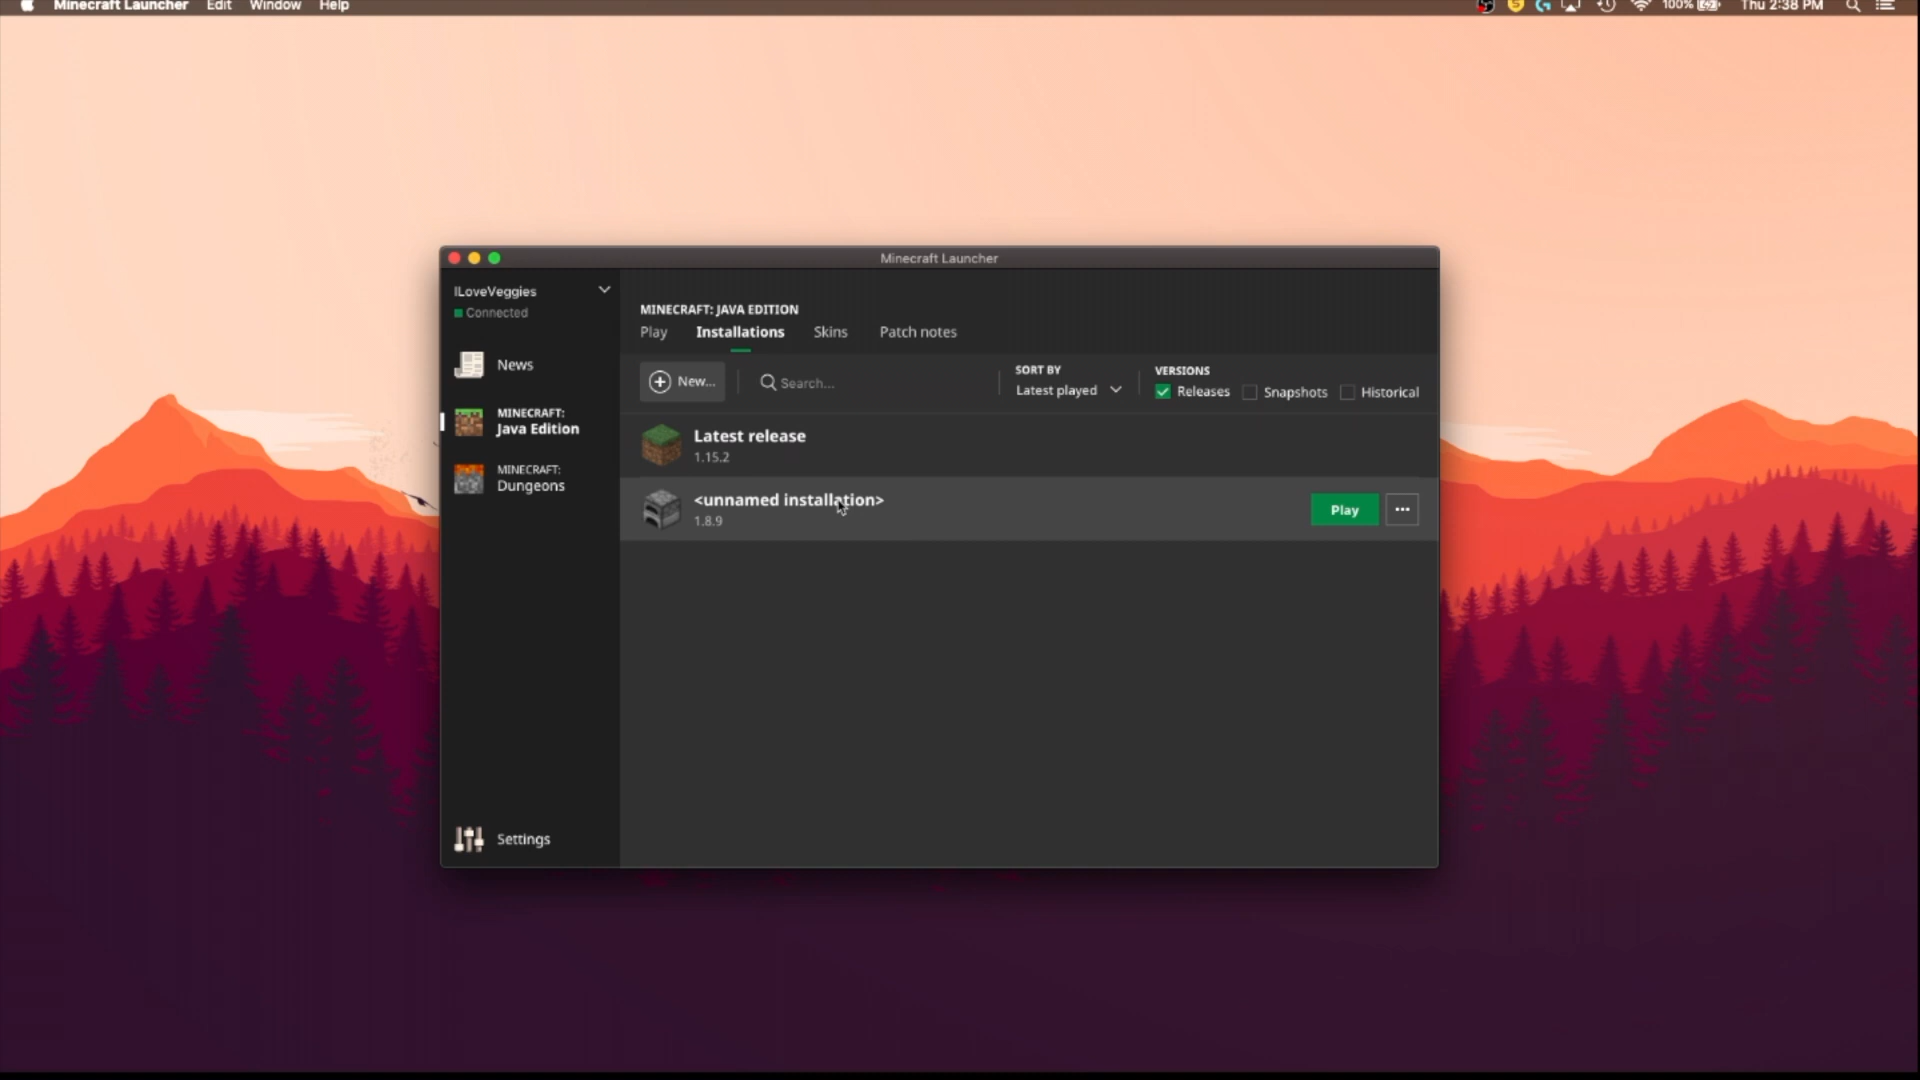 Minecraft Launcher Edit Window Help 100% Thu 2:38 PM
Minecraft Launcher
ILoveVeggies
Connected
News
MINECRAFT:
Java Edition
MINECRAFT:
Dungeons
Settings
MINECRAFT: JAVA EDITION
Play Installations Skins Patch notes
New... Search...
SORT BY
Latest played
VERSIONS
Releases Snapshots Historical
Latest release
1.15.2
<unnamed installation>
1.8.9
Play ...